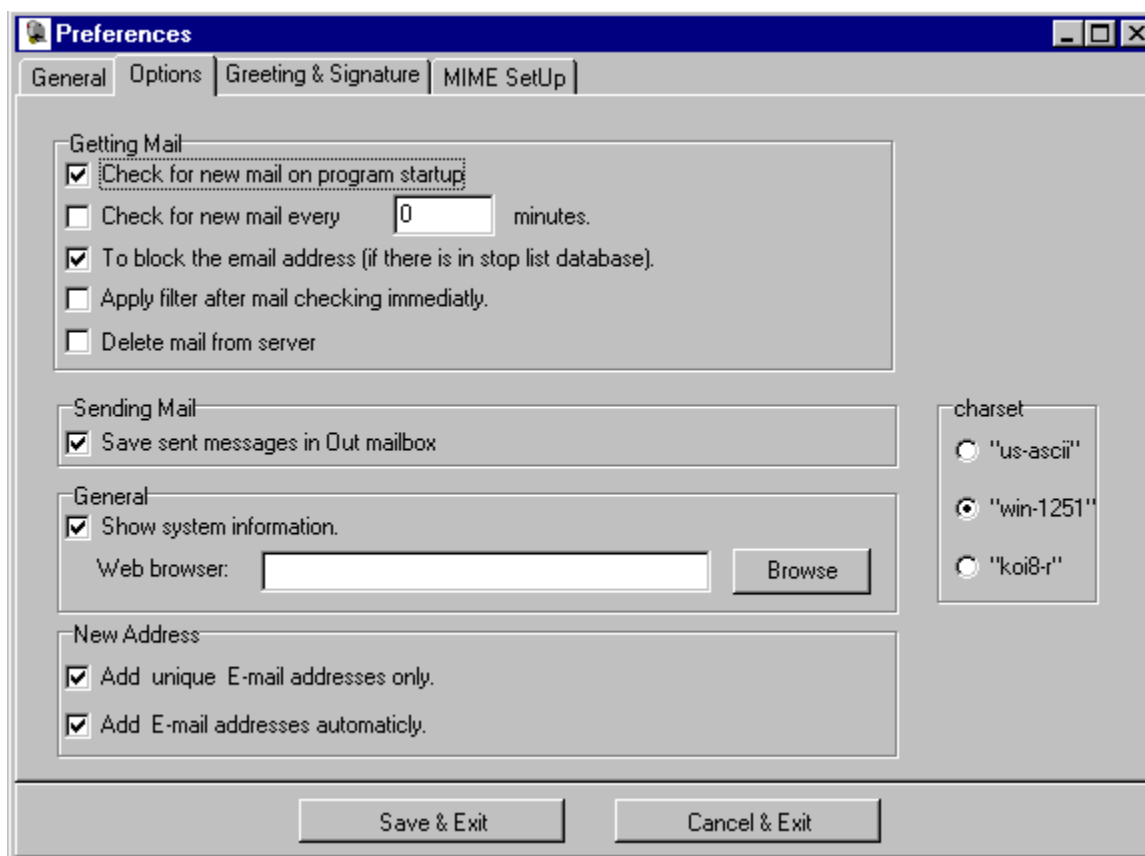 Preferences
General Options Greeting & Signature MIME SetUp
Getting Mail
Check for new mail on program startup
Check for new mail every 0 minutes.
To block the email address (if there is in stop list database).
Apply filter after mail checking immediatly.
Delete mail from server
Sending Mail
Save sent messages in Out mailbox
charset
"us-ascii"
"win-1251"
"koi8-r"
General
Show system information.
Web browser: Browse
New Address
Add unique E-mail addresses only.
Add E-mail addresses automaticly.
Save & Exit Cancel & Exit